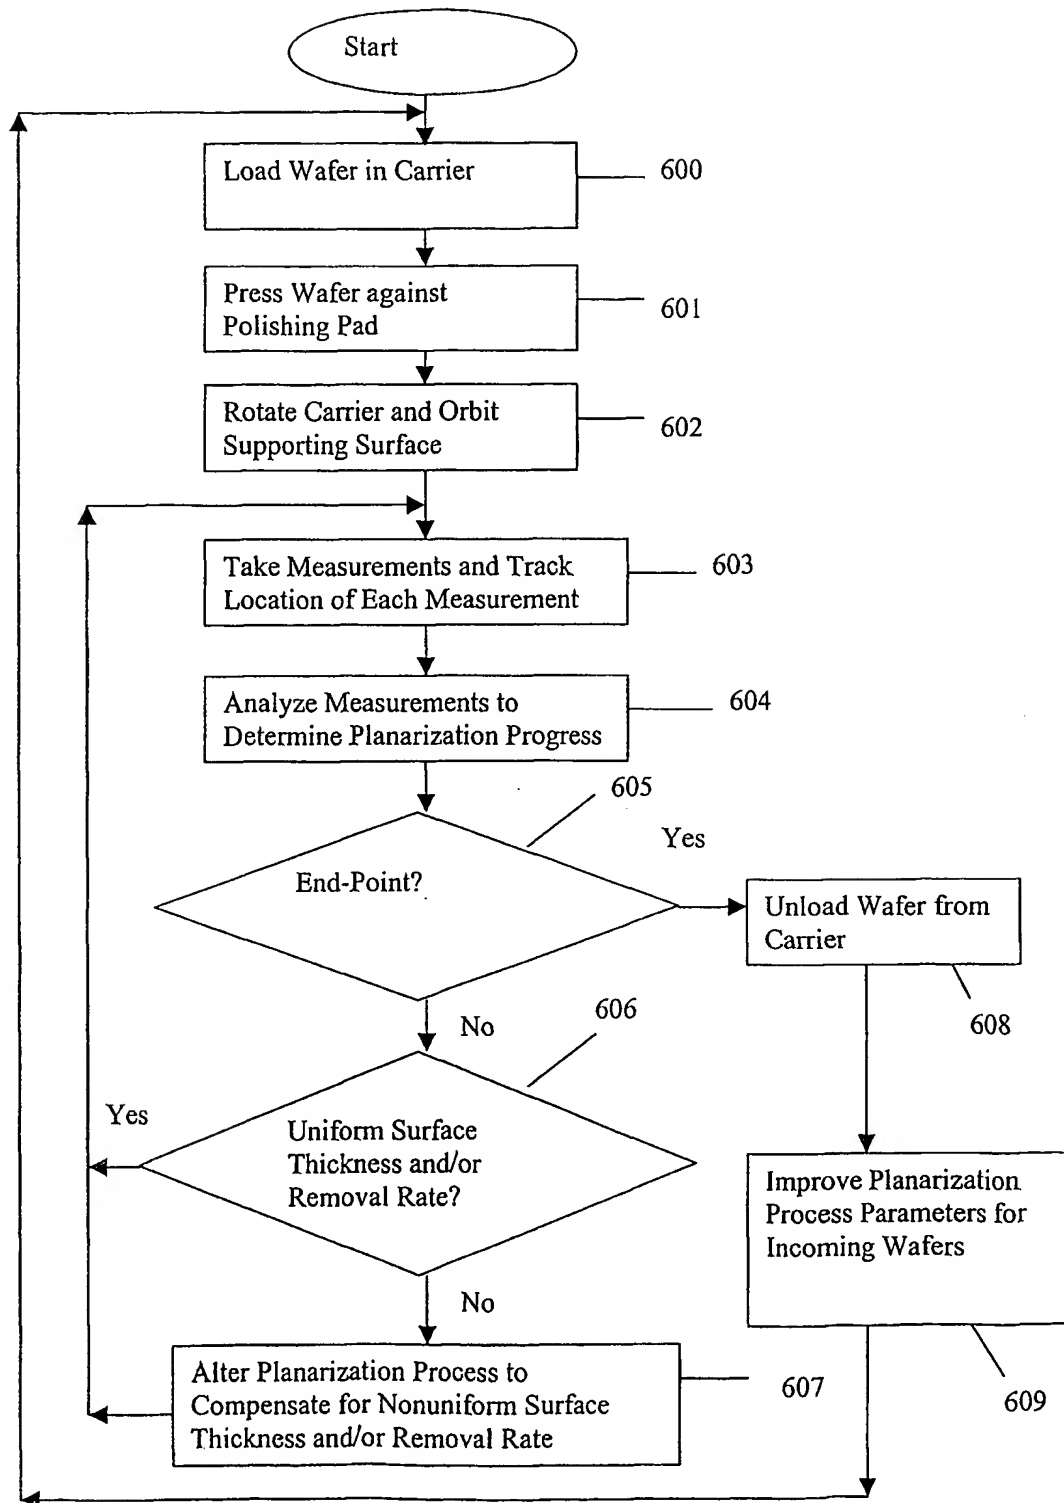 Start
Load Wafer in Carrier
600
Press Wafer against
Polishing Pad
601
Rotate Carrier and Orbit
Supporting Surface
602
Take Measurements and Track
Location of Each Measurement
603
Analyze Measurements to
Determine Planarization Progress
604
605
End-Point?
Yes
Unload Wafer from
Carrier
608
No
606
Yes
Uniform Surface
Thickness and/or
Removal Rate?
Improve Planarization
Process Parameters for
Incoming Wafers
609
No
Alter Planarization Process to
Compensate for Nonuniform Surface
Thickness and/or Removal Rate
607